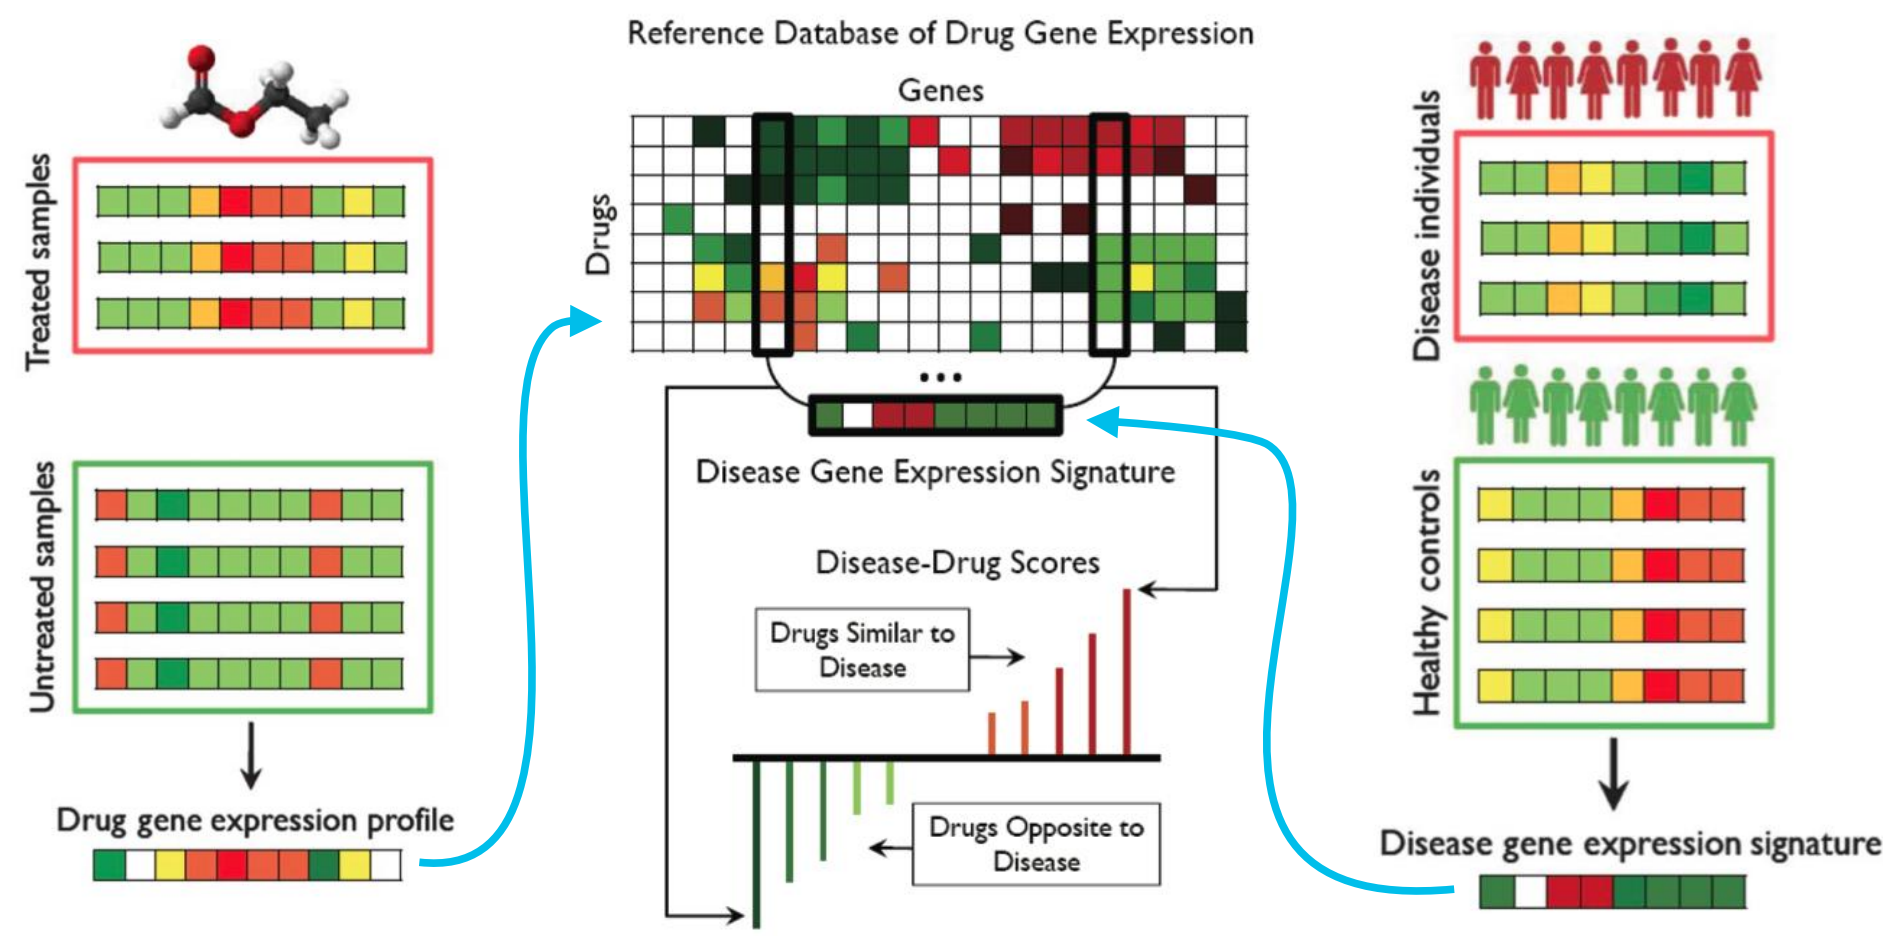 Reference Database of Drug Gene Expression
Genes
Drugs
...
Disease Gene Expression Signature
Disease-Drug Scores
Drugs Similar to
Disease
Drugs Opposite to
Disease
Treated samples
Untreated samples
Drug gene expression profile
Disease individuals
Healthy controls
Disease gene expression signature